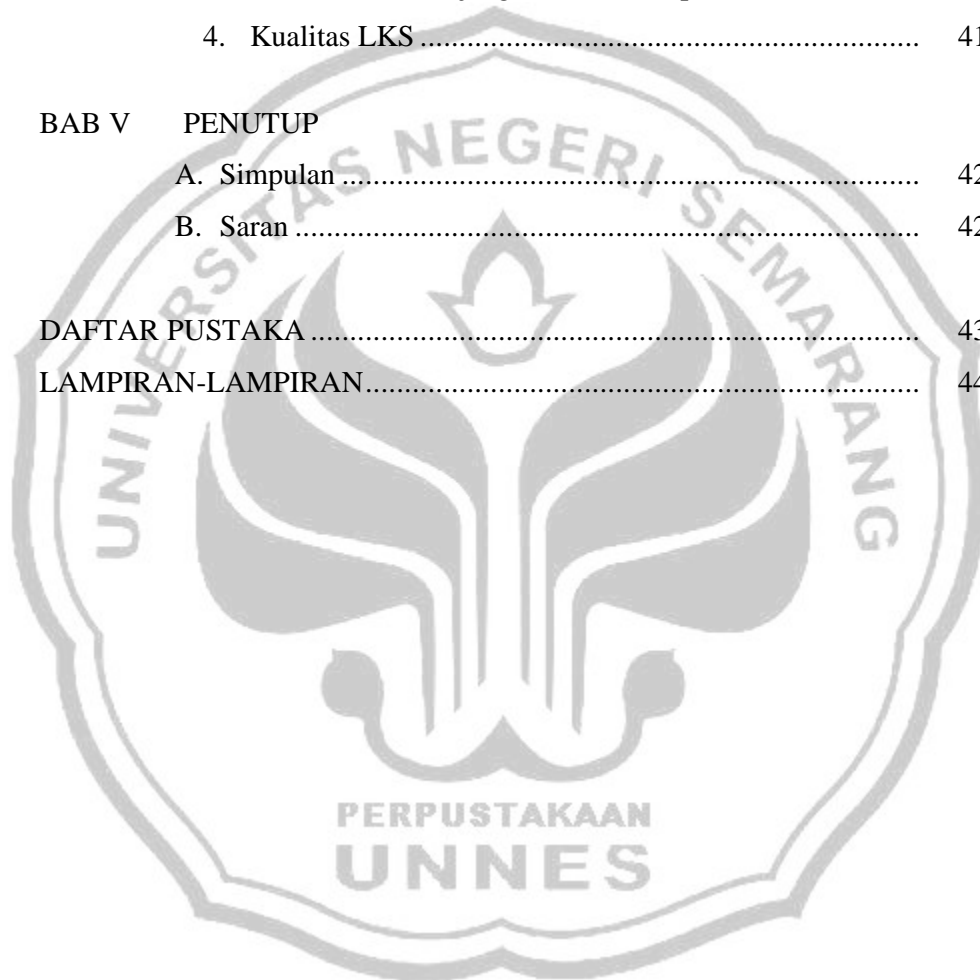 4. Kualitas LKS ............................................................... 41
BAB V PENUTUP
A. Simpulan ......................................................................... 42
B. Saran ............................................................................... 42
DAFTAR PUSTAKA ............................................................................. 43
LAMPIRAN-LAMPIRAN ...................................................................... 44
UNIVERSITAS NEGERI SEMARANG
PERPUSTAKAAN
UNNES